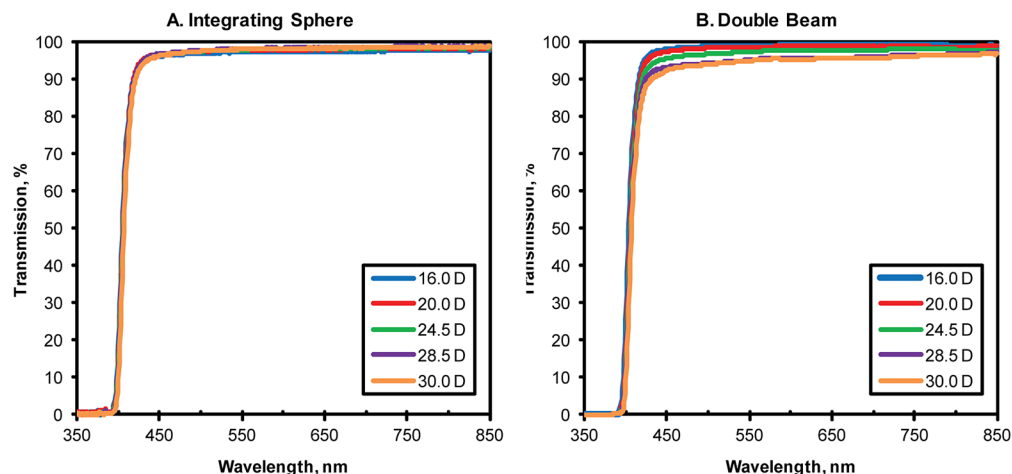 A. Integrating Sphere
100
90
80
70
60
50
40
30
20
10
0
Transmission, %
350 450 550 650 750 850
Wavelength, nm
16.0 D
20.0 D
24.5 D
28.5 D
30.0 D
B. Double Beam
100
90
80
70
60
50
40
30
20
10
0
ransmission, %
350 450 550 650 750 850
Wavelength, nm
16.0 D
20.0 D
24.5 D
28.5 D
30.0 D